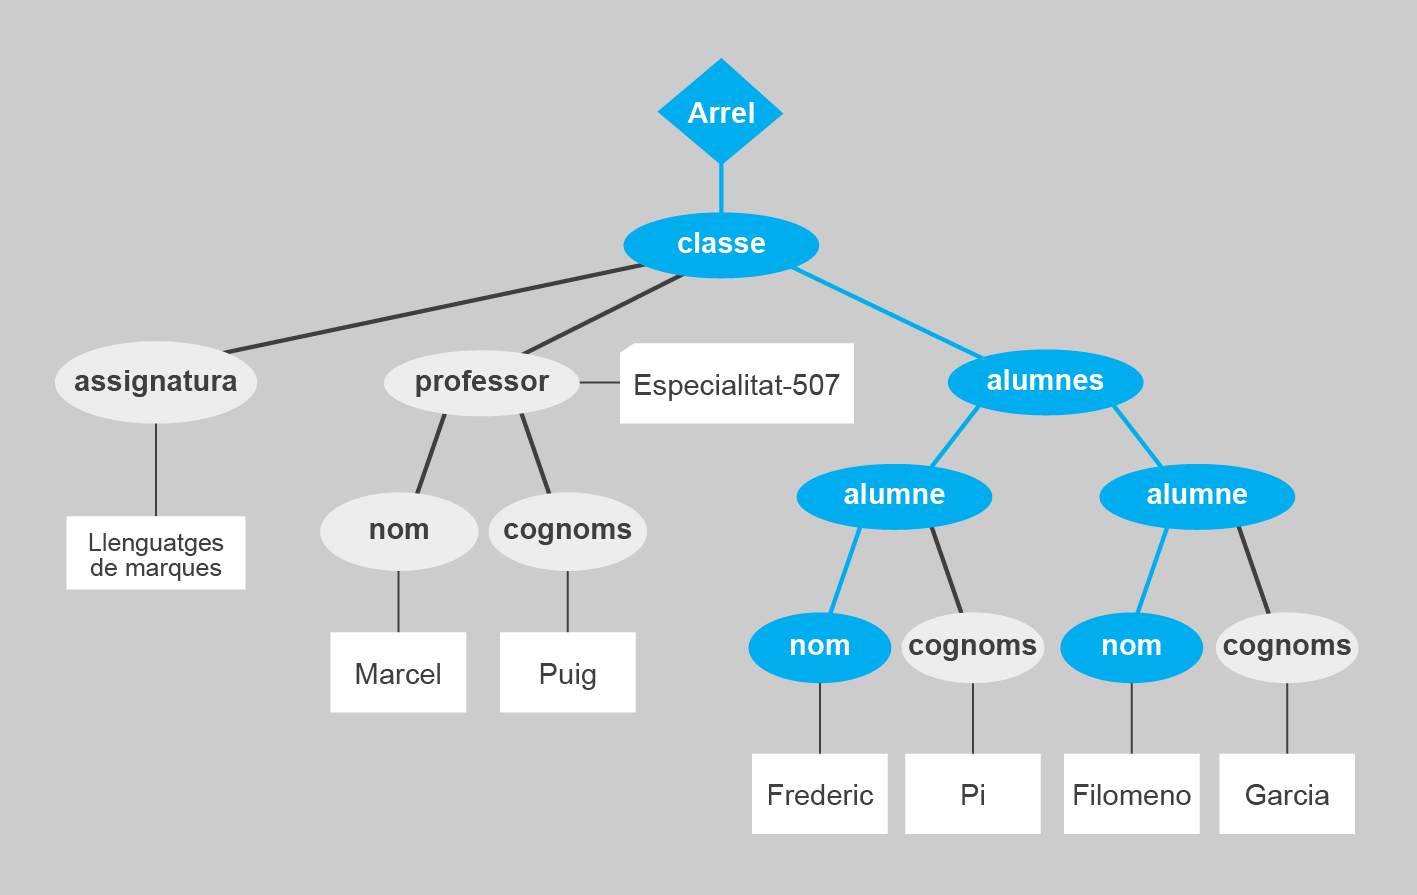 Arrel
classe
assignatura
professor
Especialitat-507
alumnes
alumne
alumne
nom
cognoms
Llenguatges
de marques
nom
cognoms
nom
cognoms
Marcel
Puig
Frederic
Pi
Filomeno
Garcia